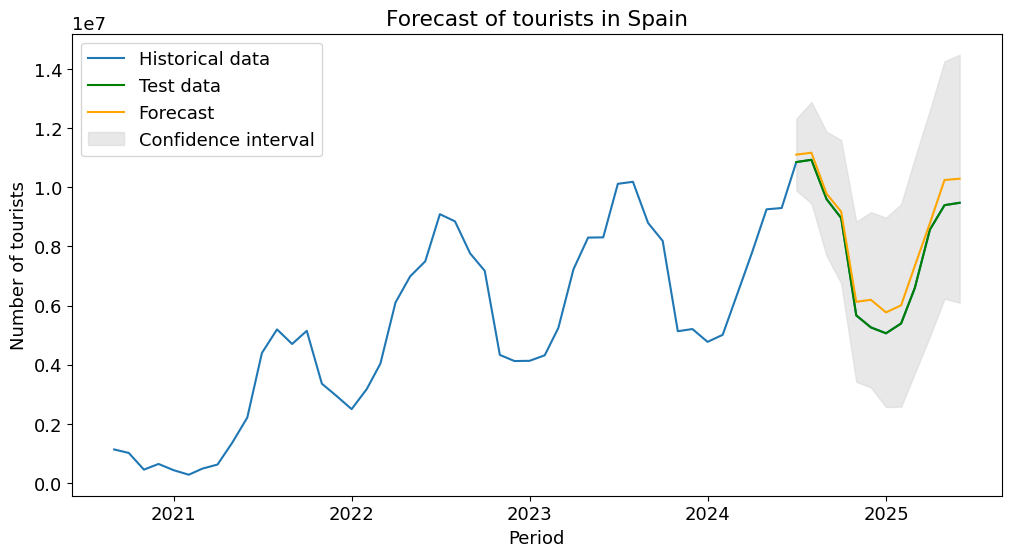 Forecast of tourists in Spain
1e7
Historical data
Test data
Forecast
Confidence interval
1.4
1.2
1.0
0.8
0.6
0.4
0.2
0.0
Number of tourists
2021
2022
2023
2024
2025
Period